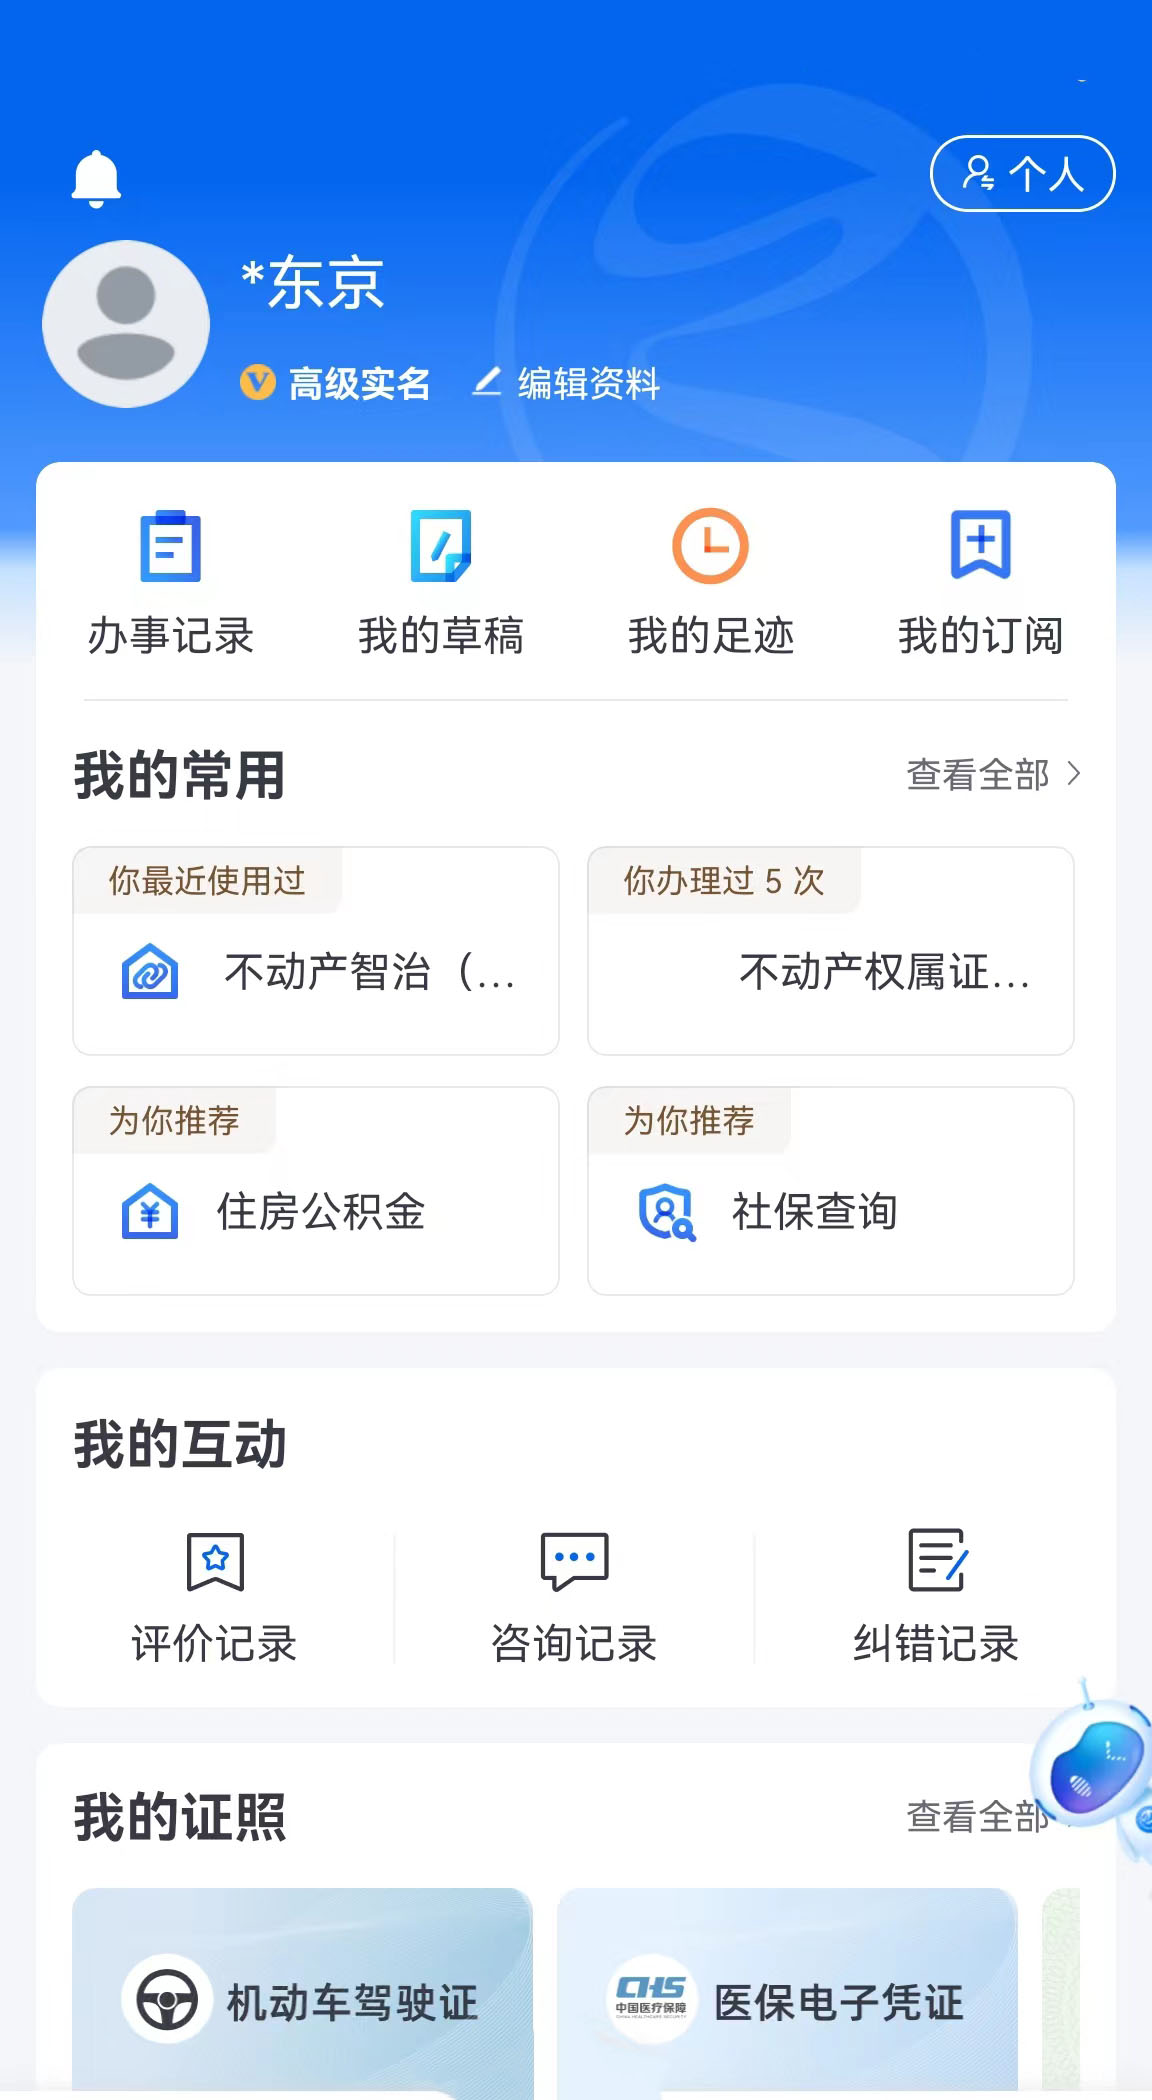 个人
*东京
高级实名 编辑资料
办事记录 我的草稿 我的足迹 我的订阅
我的常用 查看全部
你最近使用过 你办理过 5 次
不动产智治（... 不动产权属证...
为你推荐 为你推荐
住房公积金 社保查询
我的互动
评价记录 咨询记录 纠错记录
我的证照 查看全部
机动车驾驶证 CHS 中国医疗保障 医保电子凭证